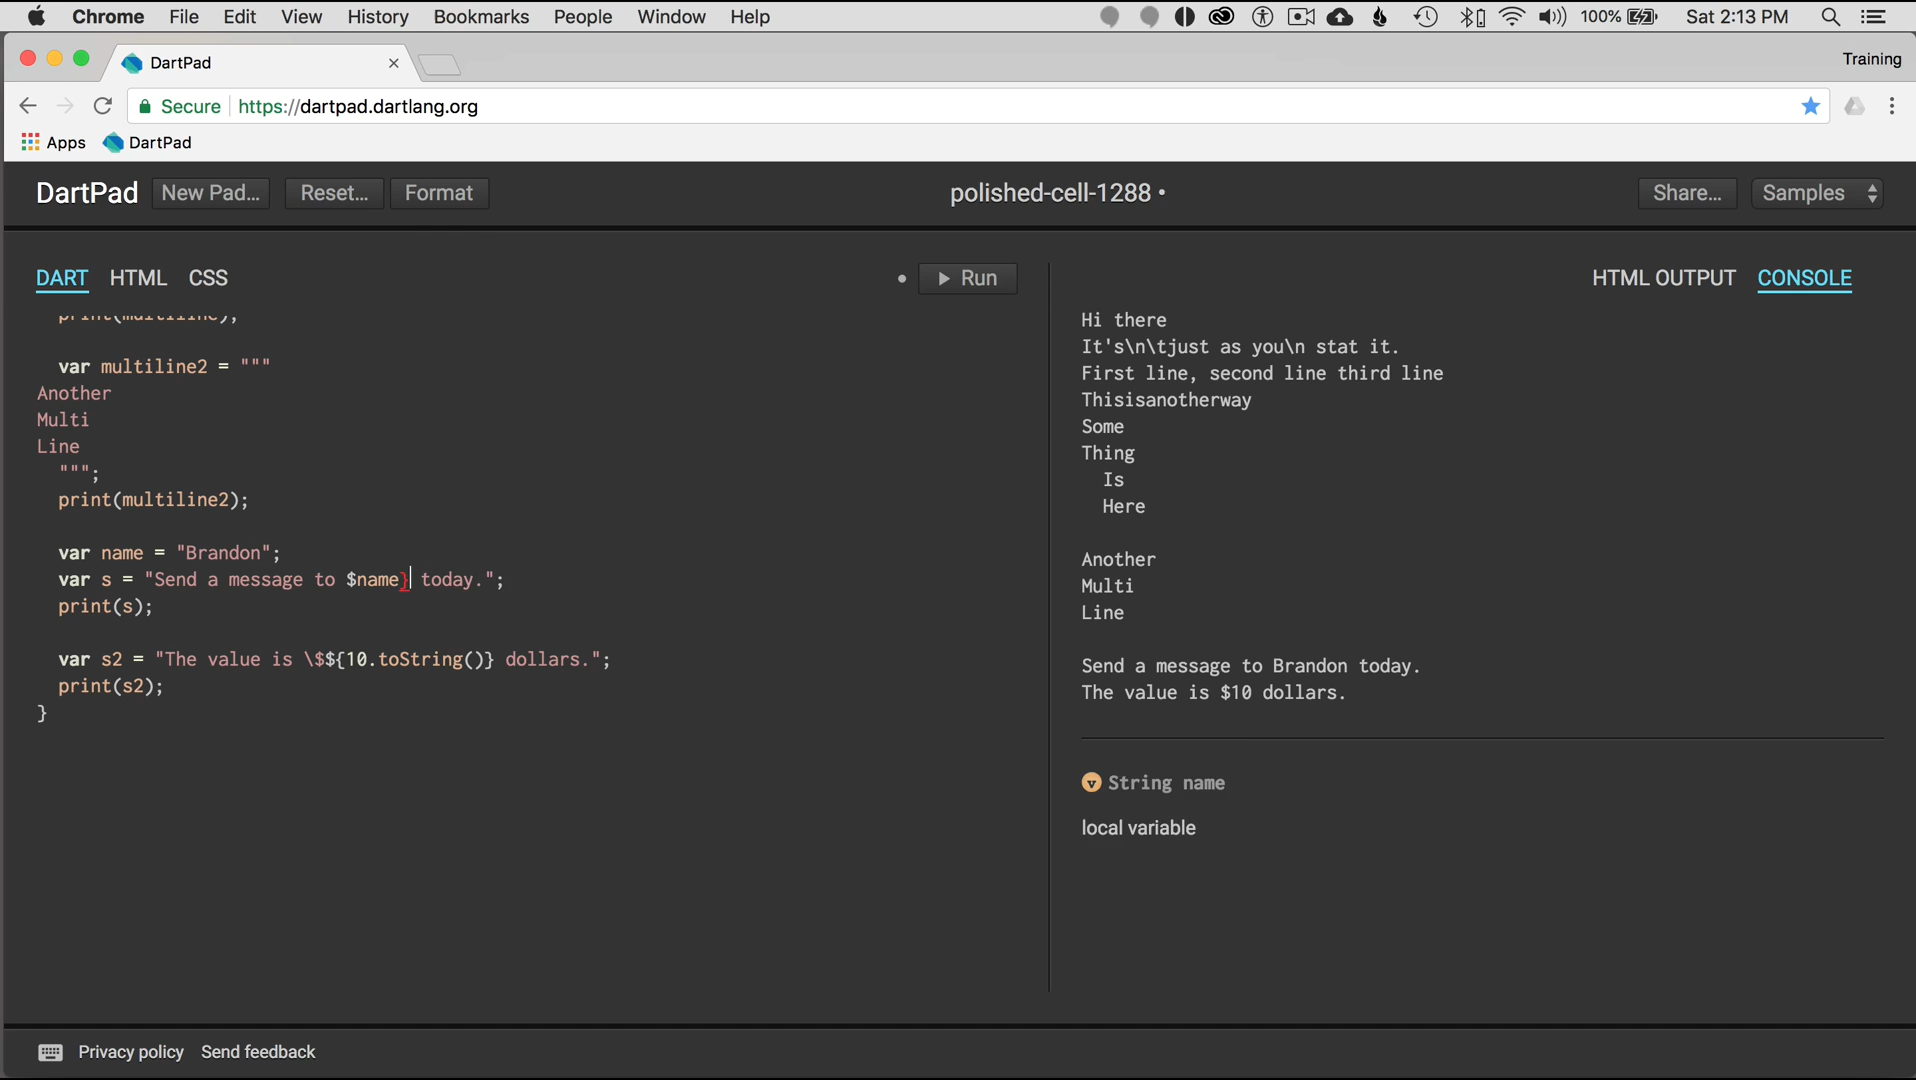 Chrome File Edit View History Bookmarks People Window Help 100% Sat 2:13 PM
DartPad Training
Secure https://dartpad.dartlang.org
Apps DartPad
DartPad New Pad... Reset... Format polished-cell-1288 • Share... Samples
DART HTML CSS Run
print(multiline);
var multiline2 = """
Another
Multi
Line
""";
print(multiline2);
var name = "Brandon";
var s = "Send a message to $name} today.";
print(s);
var s2 = "The value is \$${10.toString()} dollars.";
print(s2);
}
HTML OUTPUT CONSOLE
Hi there
It's\n\tjust as you\n stat it.
First line, second line third line
Thisisanotherway
Some
Thing
Is
Here
Another
Multi
Line
Send a message to Brandon today.
The value is $10 dollars.
v String name
local variable
Privacy policy Send feedback